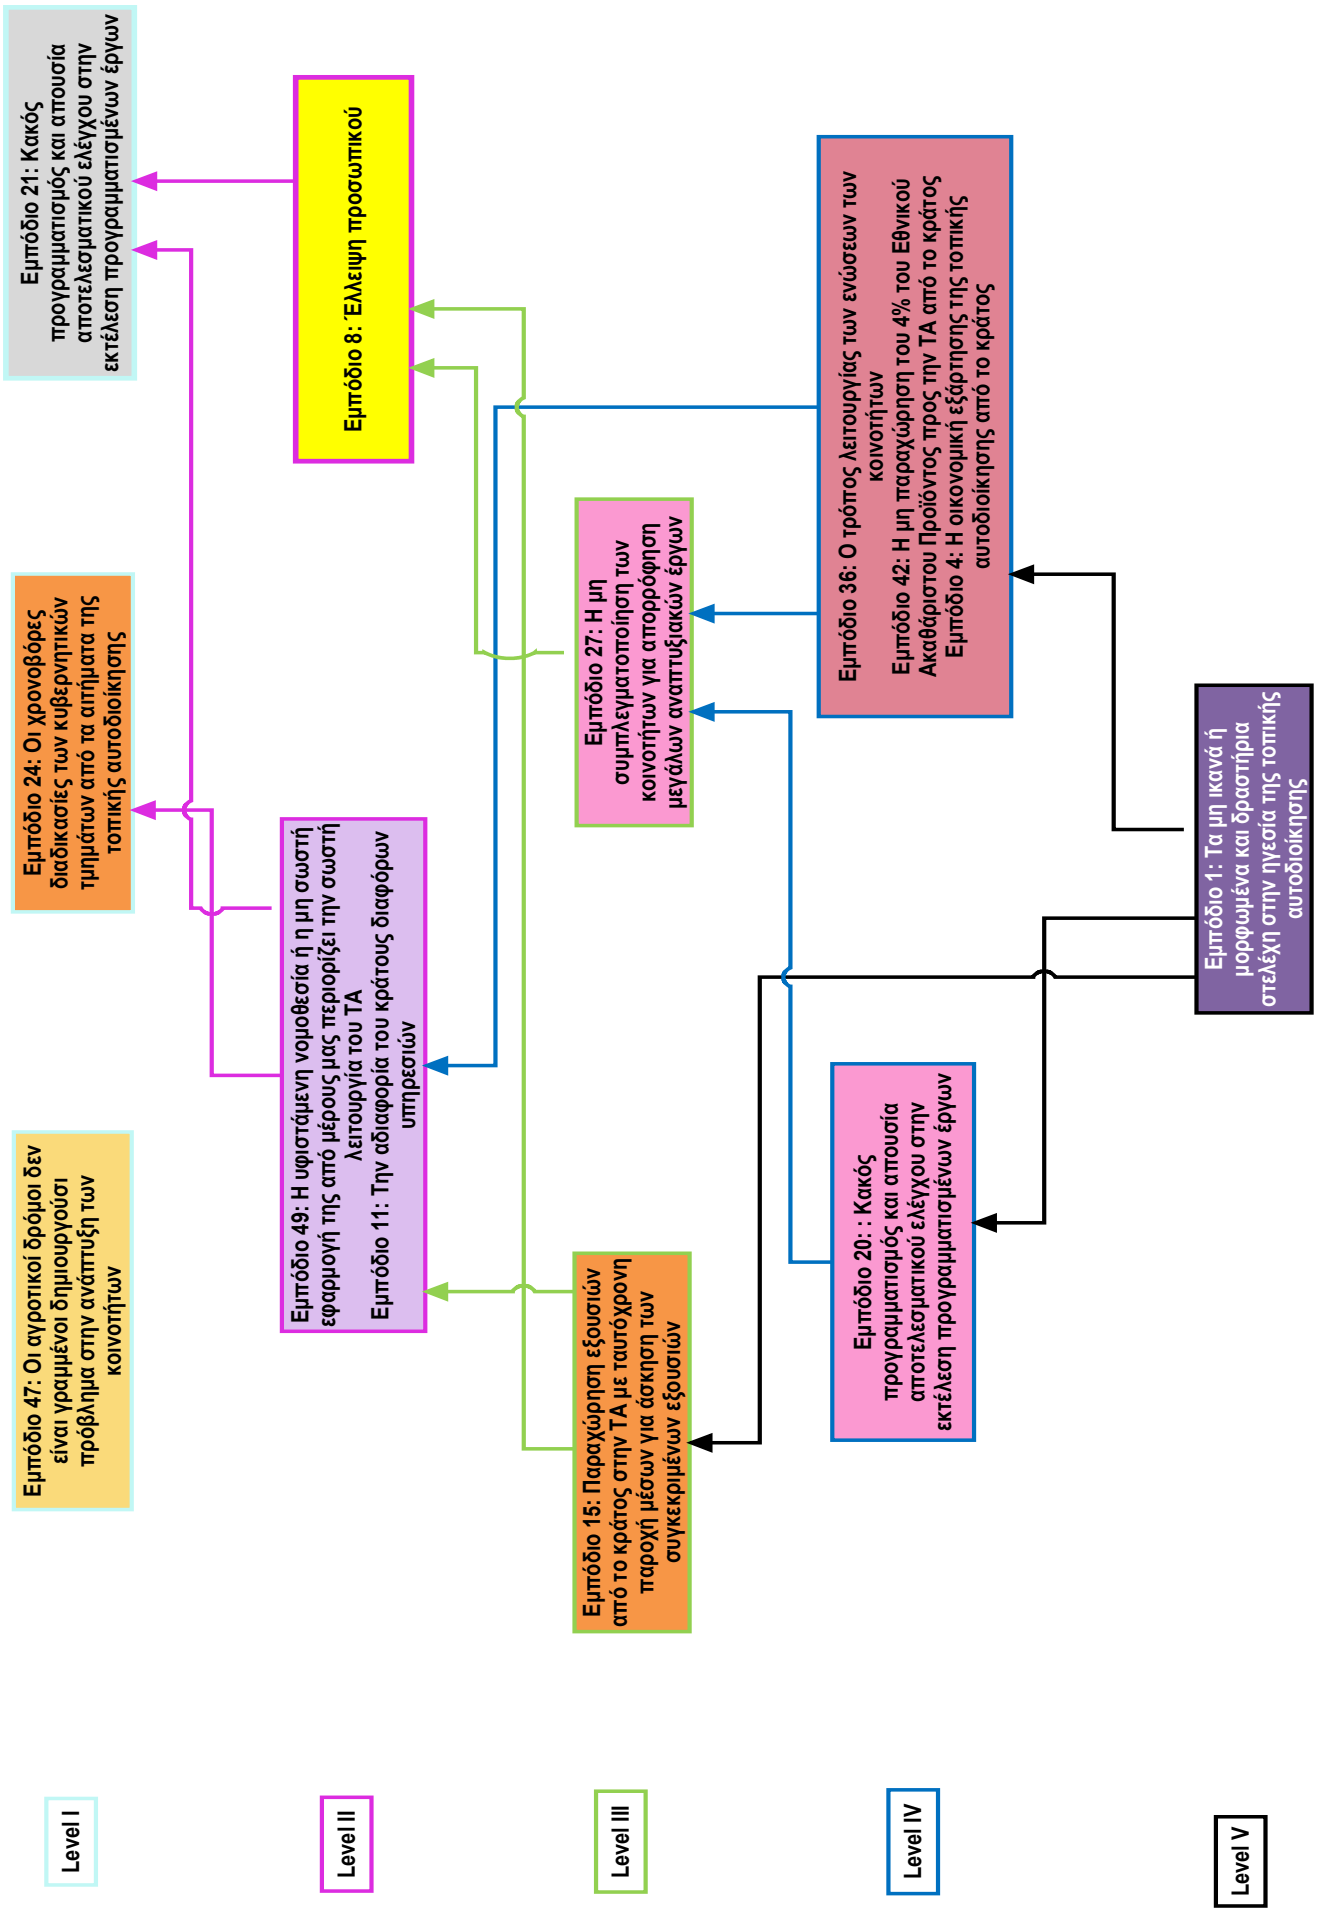 Level I
Εμπόδιο 47: Οι αγροτικοί δρόμοι δεν
είναι γραμμένοι δημιουργούσι
πρόβλημα στην ανάπτυξη των
κοινοτήτων
Εμπόδιο 24: Οι χρονοβόρες
διαδικασίες των κυβερνητικών
τμημάτων από τα αιτήματα της
τοπικής αυτοδιοίκησης
Εμπόδιο 21: Κακός
προγραμματισμός και απουσία
αποτελεσματικού ελέγχου στην
εκτέλεση προγραμματισμένων έργων
Level II
Εμπόδιο 49: Η υφιστάμενη νομοθεσία ή η μη σωστή
εφαρμογή της από μέρους μας περιορίζει την σωστή
λειτουργία του ΤΑ
Εμπόδιο 11: Την αδιαφορία του κράτους διαφόρων
υπηρεσιών
Εμπόδιο 8: Έλλειψη προσωπικού
Level III
Εμπόδιο 15: Παραχώρηση εξουσιών
από το κράτος στην ΤΑ με ταυτόχρονη
παροχή μέσων για άσκηση των
συγκεκριμένων εξουσιών
Εμπόδιο 27: Η μη
συμπλεγματοποίηση των
κοινοτήτων για απορρόφηση
μεγάλων αναπτυξιακών έργων
Level IV
Εμπόδιο 20: : Κακός
προγραμματισμός και απουσία
αποτελεσματικού ελέγχου στην
εκτέλεση προγραμματισμένων έργων
Εμπόδιο 36: Ο τρόπος λειτουργίας των ενώσεων των
κοινοτήτων
Εμπόδιο 42: Η μη παραχώρηση του 4% του Εθνικού
Ακαθάριστου Προϊόντος προς την ΤΑ από το κράτος
Εμπόδιο 4: Η οικονομική εξάρτησης της τοπικής
αυτοδιοίκησης από το κράτος
Level V
Εμπόδιο 1: Τα μη ικανά ή
μορφωμένα και δραστήρια
στελέχη στην ηγεσία της τοπικής
αυτοδιοίκησης